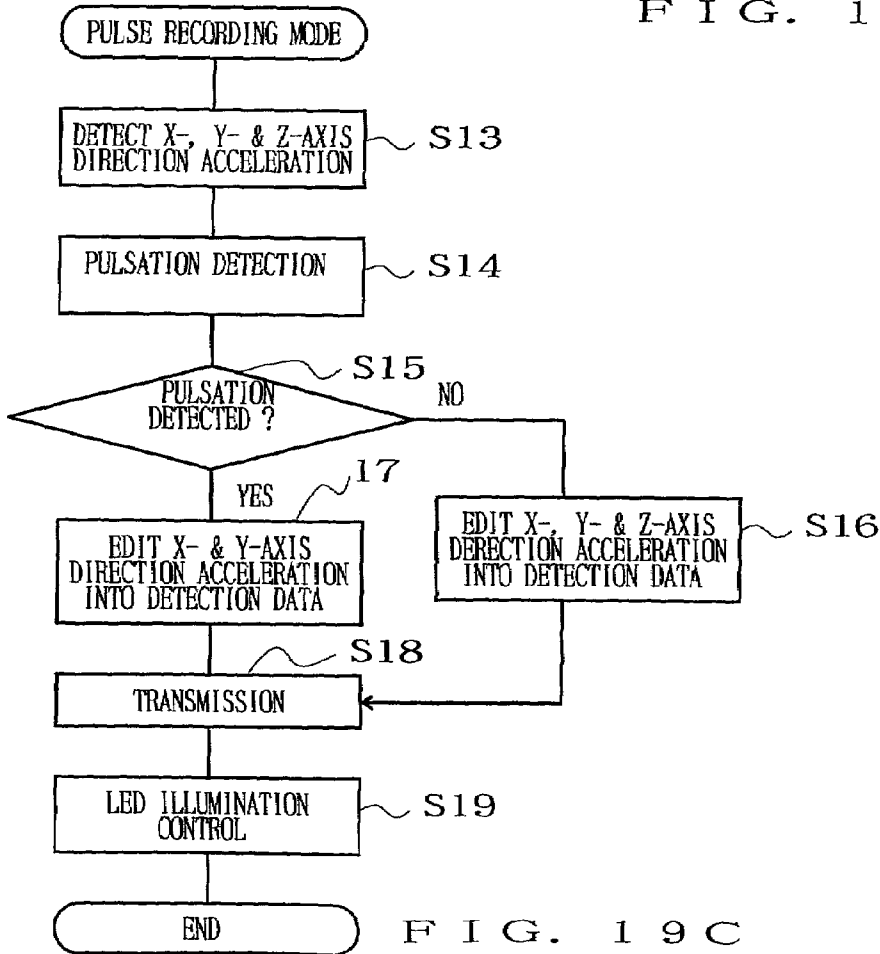 F I G. 1
PULSE RECORDING MODE
DETECT X-, Y- & Z-AXIS
DIRECTION ACCELERATION
S13
PULSATION DETECTION
S14
S15
PULSATION
DETECTED ?
NO
YES
17
EDIT X- & Y-AXIS
DIRECTION ACCELERATION
INTO DETECTION DATA
EDIT X-, Y- & Z-AXIS
DERECTION ACCELERATION
INTO DETECTION DATA
S16
S18
TRANSMISSION
LED ILLUMINATION
CONTROL
S19
END
F I G. 1 9 C